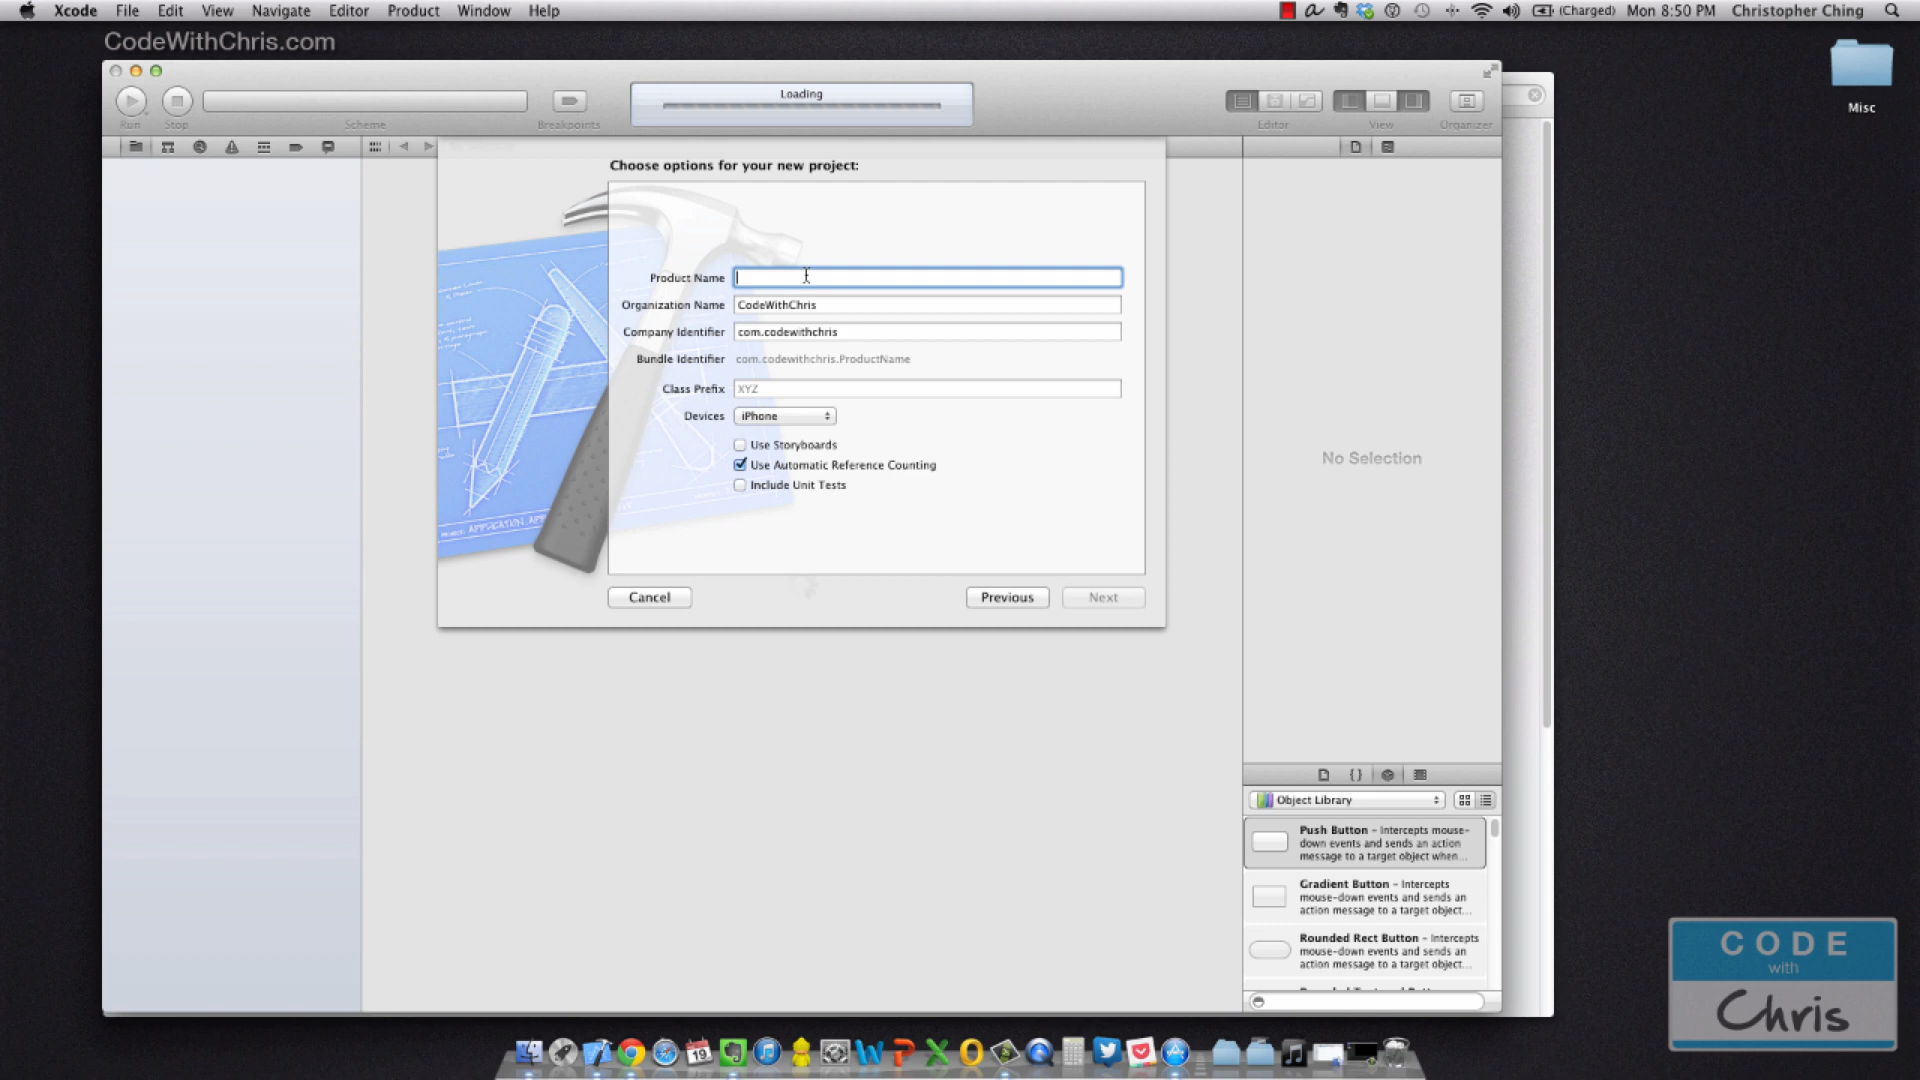 Xcode File Edit View Navigate Editor Product Window Help
(Charged) Mon 8:50 PM Christopher Ching
CodeWithChris.com
Misc
Loading
Run Stop Scheme Breakpoints Editor View Organizer
Choose options for your new project:
Product Name
Organization Name CodeWithChris
Company Identifier com.codewithchris
Bundle Identifier com.codewithchris.ProductName
Class Prefix XYZ
Devices iPhone
Use Storyboards
Use Automatic Reference Counting
Include Unit Tests
Cancel Previous Next
No Selection
{}
Object Library
Push Button – Intercepts mouse-
down events and sends an action
message to a target object when...
Gradient Button – Intercepts
mouse-down events and sends an
action message to a target object...
Rounded Rect Button – Intercepts
mouse-down events and sends an
action message to a target object...
CODE
with
Chris
19